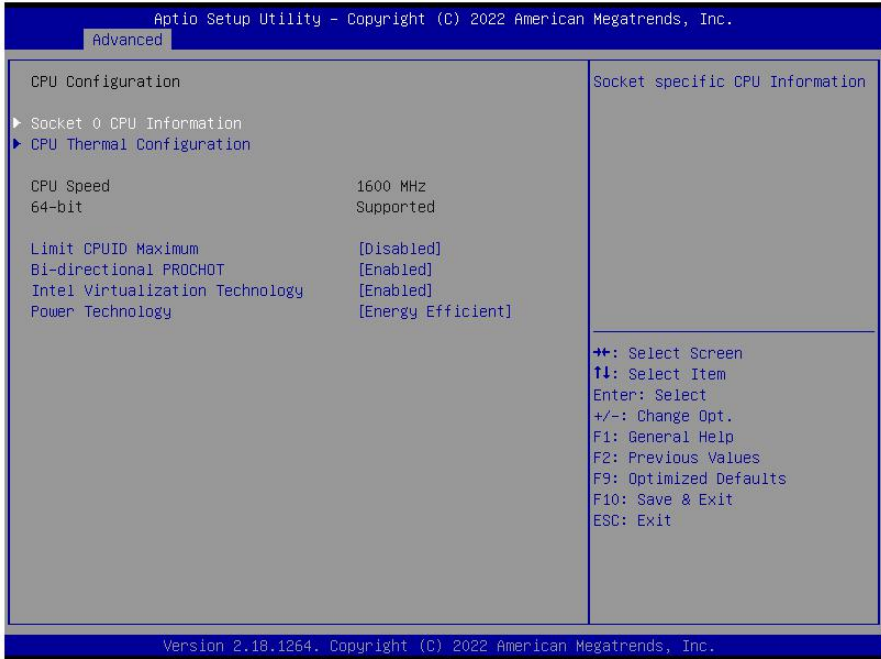 Aptio Setup Utility – Copyright (C) 2022 American Megatrends, Inc.
Advanced
CPU Configuration
Socket 0 CPU Information
CPU Thermal Configuration
CPU Speed 1600 MHz
64-bit Supported
Limit CPUID Maximum [Disabled]
Bi-directional PROCHOT [Enabled]
Intel Virtualization Technology [Enabled]
Power Technology [Energy Efficient]
Socket specific CPU Information
→←: Select Screen
↑↓: Select Item
Enter: Select
+/-: Change Opt.
F1: General Help
F2: Previous Values
F9: Optimized Defaults
F10: Save & Exit
ESC: Exit
Version 2.18.1264. Copyright (C) 2022 American Megatrends, Inc.